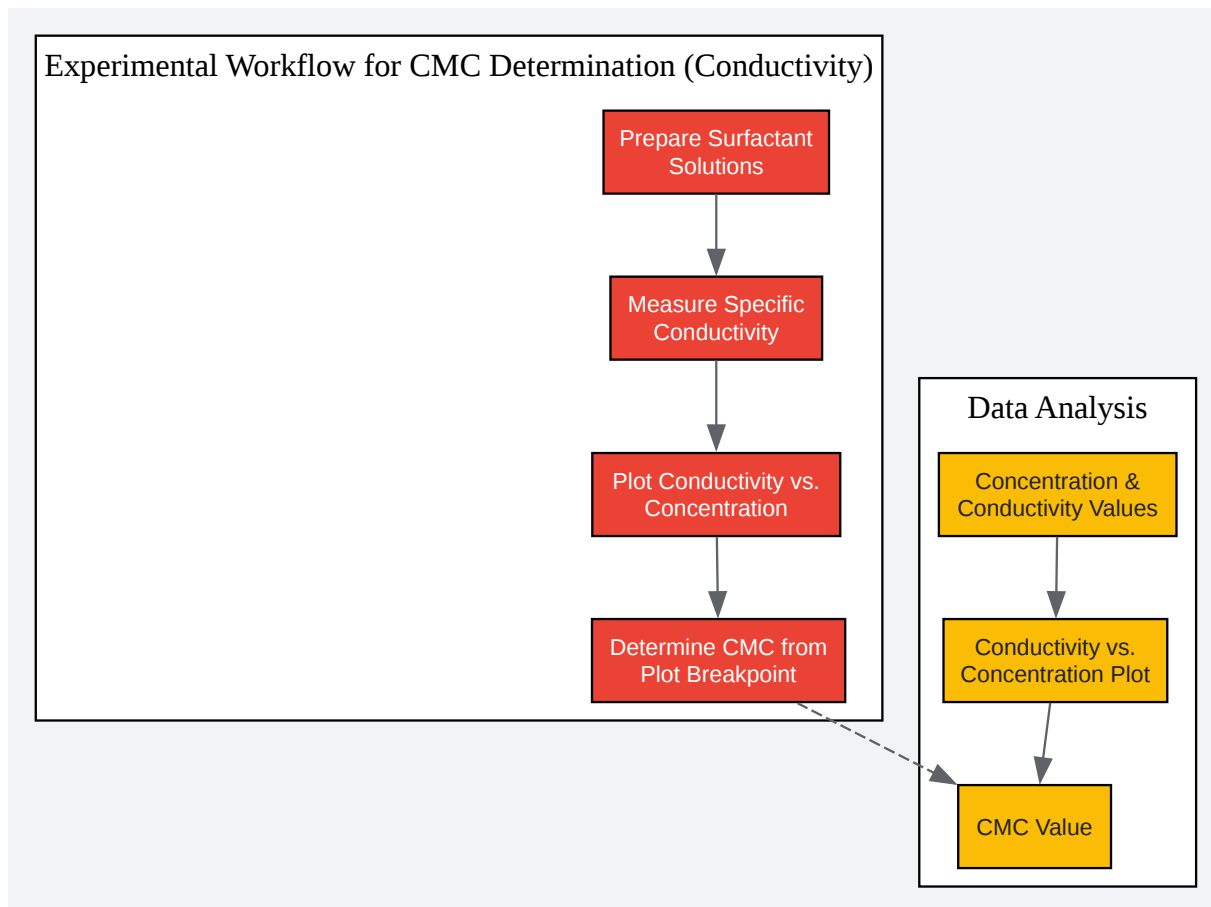 Experimental Workflow for CMC Determination (Conductivity)
Prepare Surfactant
Solutions
Measure Specific
Conductivity
Plot Conductivity vs.
Concentration
Determine CMC from
Plot Breakpoint
Data Analysis
Concentration &
Conductivity Values
Conductivity vs.
Concentration Plot
CMC Value